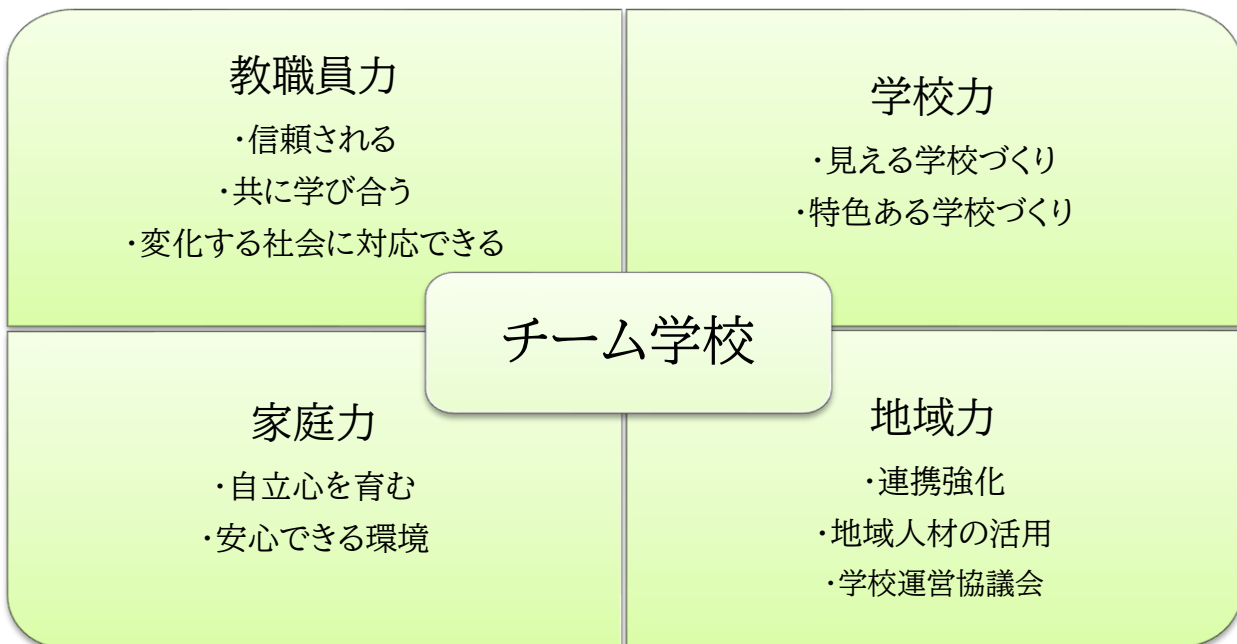 教職員力
・信頼される
・共に学び合う
・変化する社会に対応できる
学校力
・見える学校づくり
・特色ある学校づくり
チーム学校
家庭力
・自立心を育む
・安心できる環境
地域力
・連携強化
・地域人材の活用
・学校運営協議会